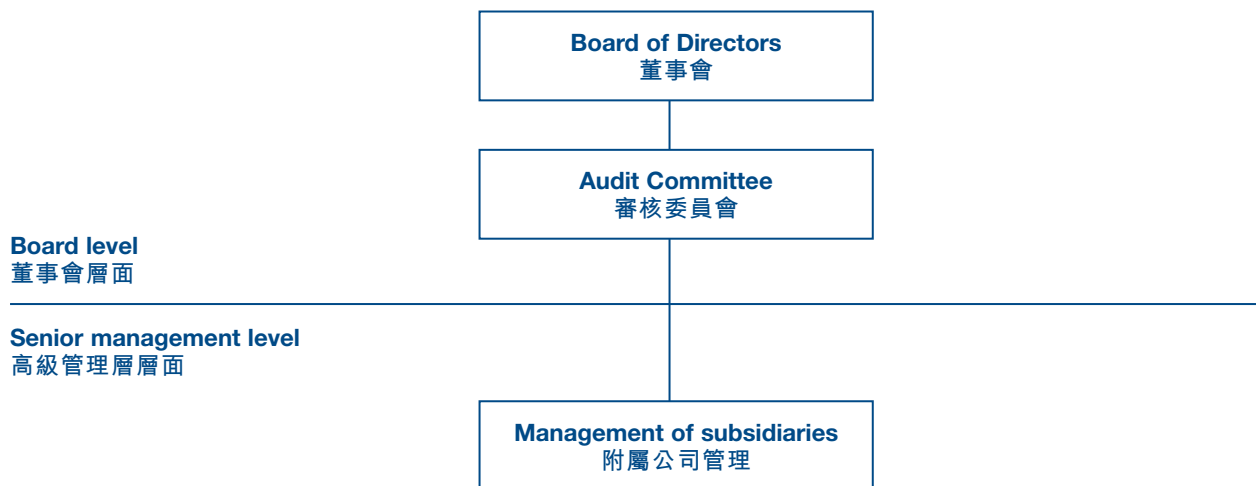 Board of Directors
董事會
Audit Committee
審核委員會
Board level
董事會層面
Senior management level
高級管理層層面
Management of subsidiaries
附屬公司管理